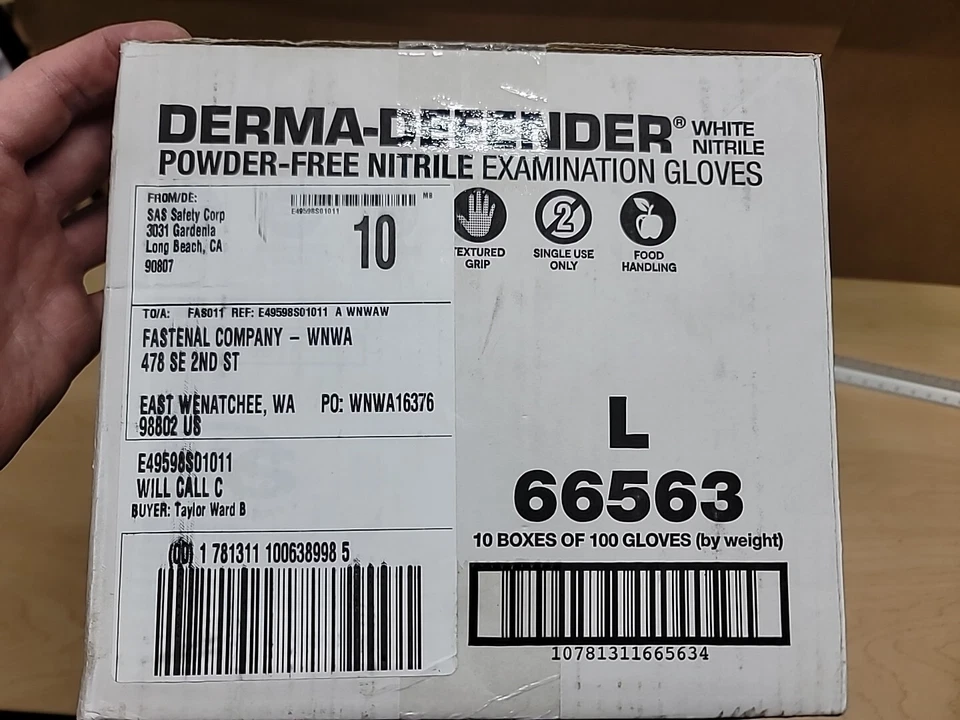 DERMA-DEFENDER® WHITE NITRILE
POWDER-FREE NITRILE EXAMINATION GLOVES
FROM/DE:
SAS Safety Corp
3031 Gardenia
Long Beach, CA
90807
E49598S01011
MB
10
TEXTURED GRIP
2
SINGLE USE ONLY
FOOD HANDLING
TO/A: FAS011 REF: E49598S01011 A WNWAW
FASTENAL COMPANY – WNWA
478 SE 2ND ST
EAST WENATCHEE, WA PO: WNWA16376
98802 US
E49598S01011
WILL CALL C
BUYER: Taylor Ward B
(00) 1 781311 100638998 5
L
66563
10 BOXES OF 100 GLOVES (by weight)
10781311665634